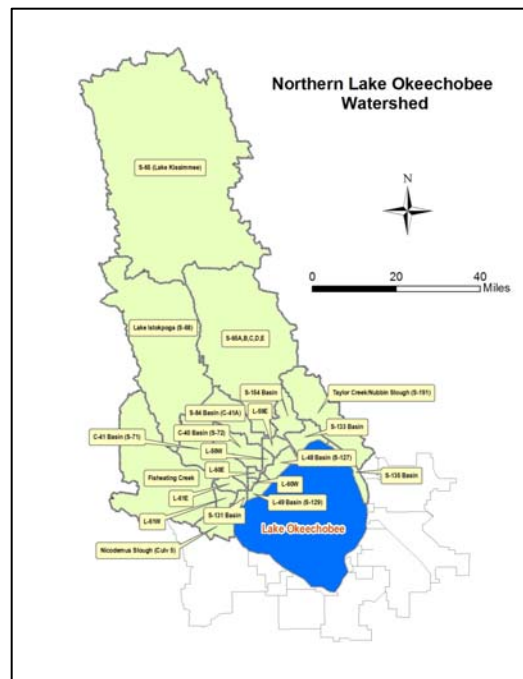 Northern Lake Okeechobee
Watershed
S-65 (Lake Kissimmee)
N
0 20 40
Miles
Lake Istokpoga (S-68)
S-65A,B,C,D,E
S-154 Basin
Taylor Creek/Nubbin Slough (S-191)
S-84 Basin (C-41A)
L-59E
S-133 Basin
C-41 Basin (S-71)
C-40 Basin (S-72)
L-59W
L-48 Basin (S-127)
Fisheating Creek
L-60E
L-60W
S-135 Basin
L-61E
L-49 Basin (S-129)
L-61W
S-131 Basin
Lake Okeechobee
Nicodemus Slough (Culv 5)